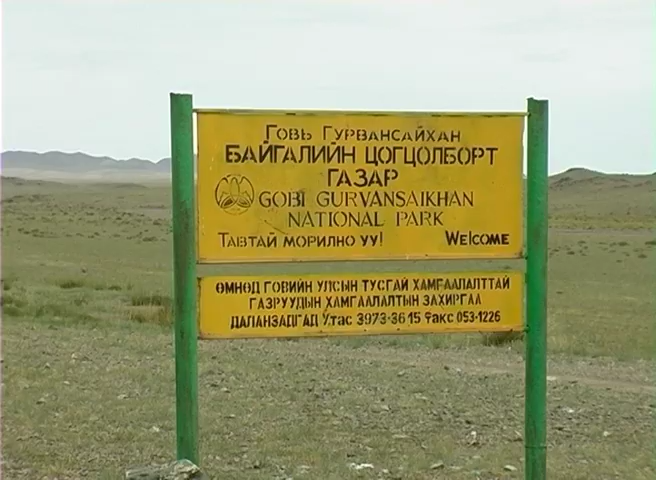 Говь Гурвансайхан
БАЙГАЛИЙН ЦОГЦОЛБОРТ
ГАЗАР
GOBI GURVANSAIKHAN
NATIONAL PARK
Тавтай морилно уу! Welcome
ӨМНӨД ГОВИЙН УЛСЫН ТУСГАЙ ХАМГААЛАЛТТАЙ
ГАЗРУУДЫН ХАМГААЛАЛТЫН ЗАХИРГАА
ДАЛАНЗАДГАД Утас 3973-3615 Факс 053-1226